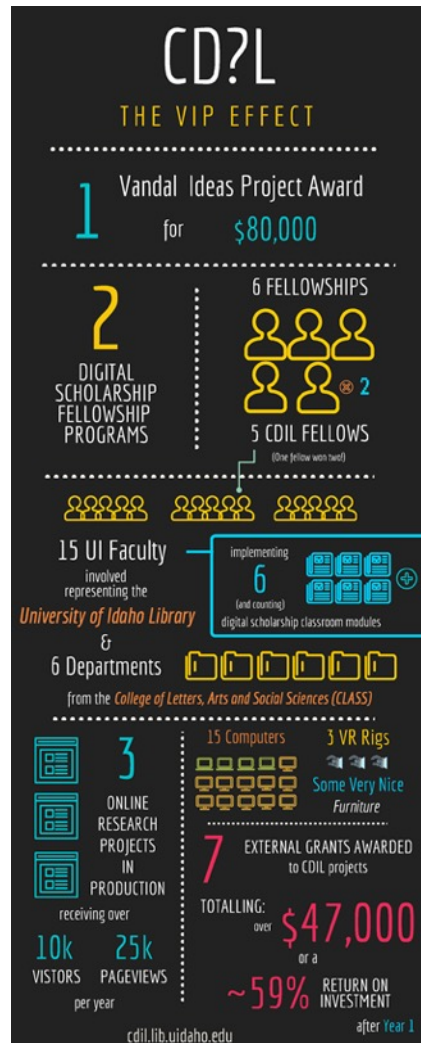 CD?L
THE VIP EFFECT
1
Vandal Ideas Project Award
for $80,000
2
DIGITAL
SCHOLARSHIP
FELLOWSHIP
PROGRAMS
6 FELLOWSHIPS
2
5 CDIL FELLOWS
(One fellow won two!)
15 UI Faculty
involved
representing the
University of Idaho Library
&
6 Departments
from the College of Letters, Arts and Social Sciences (CLASS)
implementing
6
(and counting)
digital scholarship classroom modules
3
ONLINE
RESEARCH
PROJECTS
IN
PRODUCTION
receiving over
10k 25k
VISTORS PAGEVIEWS
per year
15 Computers
3 VR Rigs
Some Very Nice
Furniture
7
EXTERNAL GRANTS AWARDED
to CDIL projects
TOTALLING:
over $47,000
or a
~59% RETURN ON
INVESTMENT
after Year 1
cdil.lib.uidaho.edu